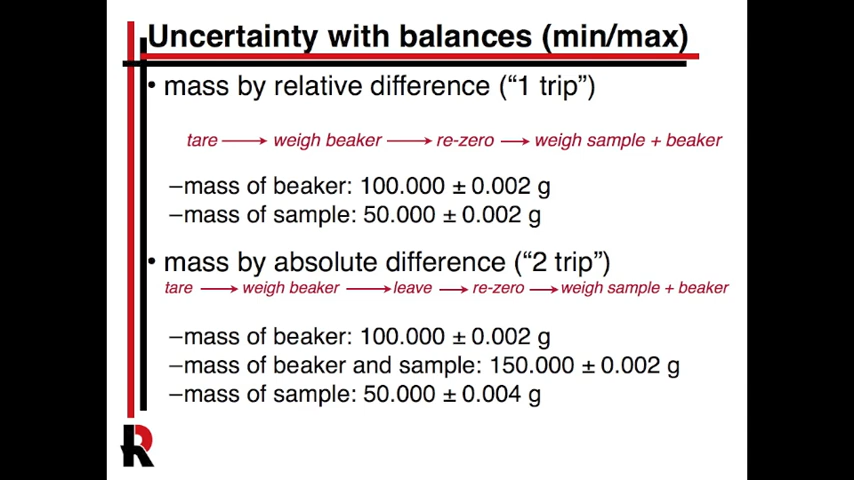 Uncertainty with balances (min/max)
• mass by relative difference (“1 trip”)
tare → weigh beaker → re-zero → weigh sample + beaker
–mass of beaker: 100.000 ± 0.002 g
–mass of sample: 50.000 ± 0.002 g
• mass by absolute difference (“2 trip”)
tare → weigh beaker → leave → re-zero → weigh sample + beaker
–mass of beaker: 100.000 ± 0.002 g
–mass of beaker and sample: 150.000 ± 0.002 g
–mass of sample: 50.000 ± 0.004 g
R